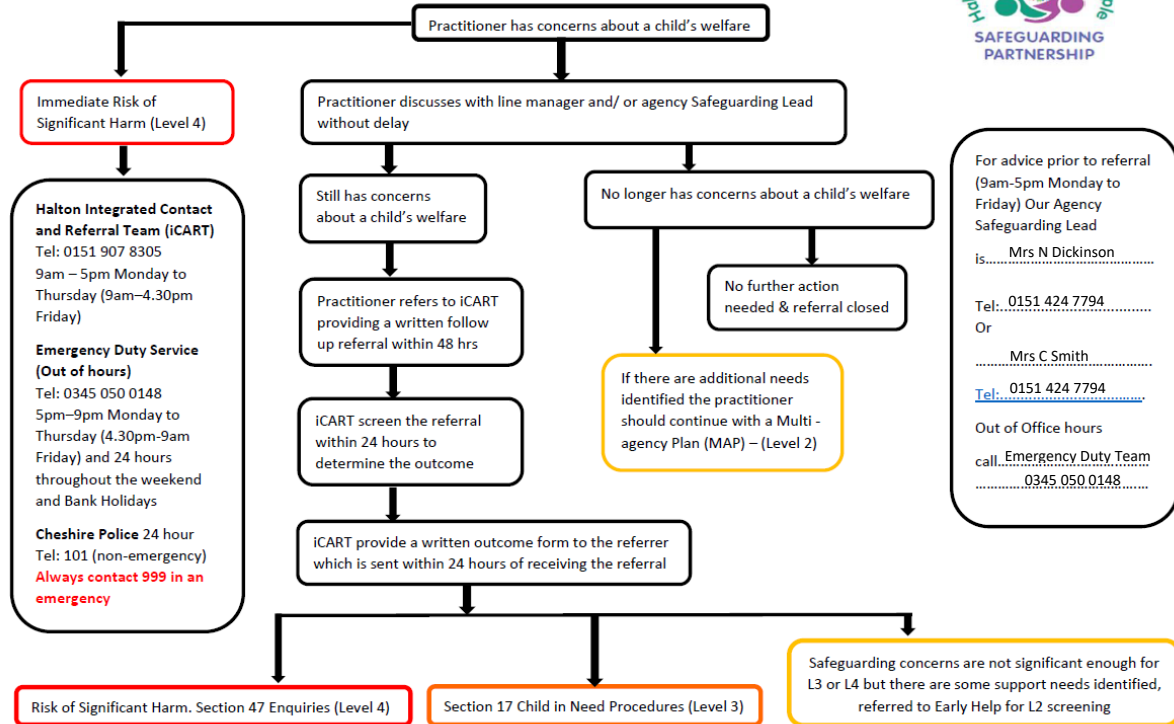 Practitioner has concerns about a child's welfare
SAFEGUARDING
PARTNERSHIP
Immediate Risk of
Significant Harm (Level 4)
Practitioner discusses with line manager and/ or agency Safeguarding Lead
without delay
Halton Integrated Contact
and Referral Team (iCART)
Tel: 0151 907 8305
9am – 5pm Monday to
Thursday (9am–4.30pm
Friday)
Emergency Duty Service
(Out of hours)
Tel: 0345 050 0148
5pm–9pm Monday to
Thursday (4.30pm-9am
Friday) and 24 hours
throughout the weekend
and Bank Holidays
Cheshire Police 24 hour
Tel: 101 (non-emergency)
Always contact 999 in an
emergency
Still has concerns
about a child's welfare
No longer has concerns about a child's welfare
Practitioner refers to iCART
providing a written follow
up referral within 48 hrs
No further action
needed & referral closed
iCART screen the referral
within 24 hours to
determine the outcome
If there are additional needs
identified the practitioner
should continue with a Multi -
agency Plan (MAP) – (Level 2)
iCART provide a written outcome form to the referrer
which is sent within 24 hours of receiving the referral
For advice prior to referral
(9am-5pm Monday to
Friday) Our Agency
Safeguarding Lead
is...... Mrs N Dickinson
Tel:..0151 424 7794
Or
Mrs C Smith
Tel:..0151 424 7794
Out of Office hours
call Emergency Duty Team
0345 050 0148
Risk of Significant Harm. Section 47 Enquiries (Level 4)
Section 17 Child in Need Procedures (Level 3)
Safeguarding concerns are not significant enough for
L3 or L4 but there are some support needs identified,
referred to Early Help for L2 screening